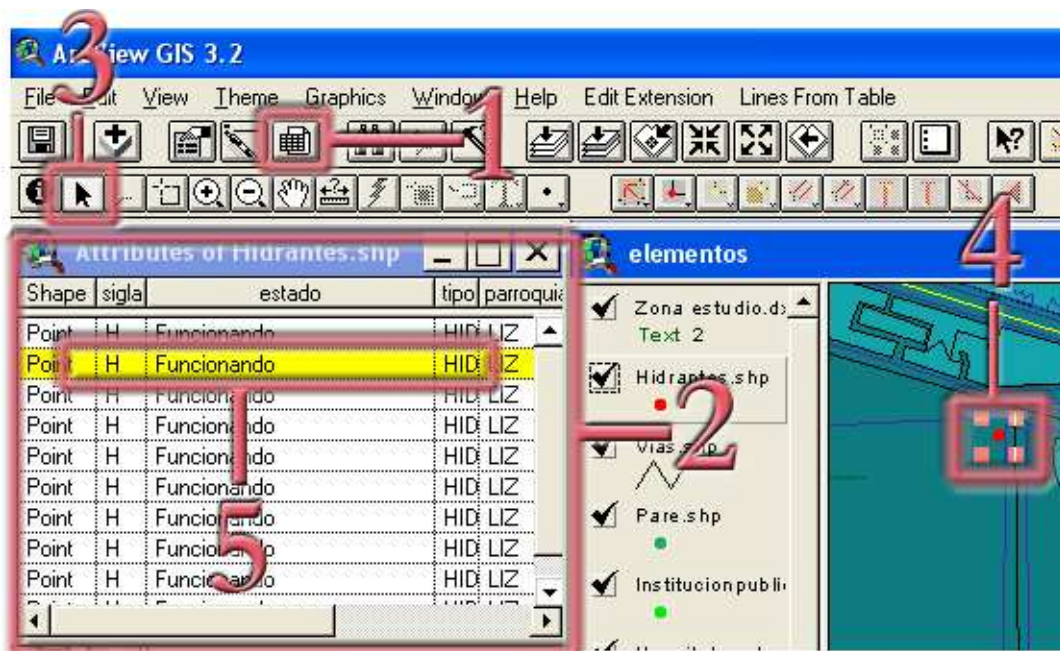 ArcView GIS 3.2
File Edit View Theme Graphics Window Help Edit Extension Lines From Table
3
1
Attributes of Hidrantes.shp
Shape sigla estado tipo parroquia
Point H Funcionando HID LIZ
Point H Funcionando HID LIZ
Point H Funcionando HID LIZ
Point H Funcionando HID LIZ
Point H Funcionando HID LIZ
Point H Funcionando HID LIZ
Point H Funcionando HID LIZ
Point H Funcionando HID LIZ
Point H Funcionando HID LIZ
5
2
elementos
Zona estudio.dx
Text 2
Hidrantes.shp
Vias.shp
Pare.shp
Institucion publi
4